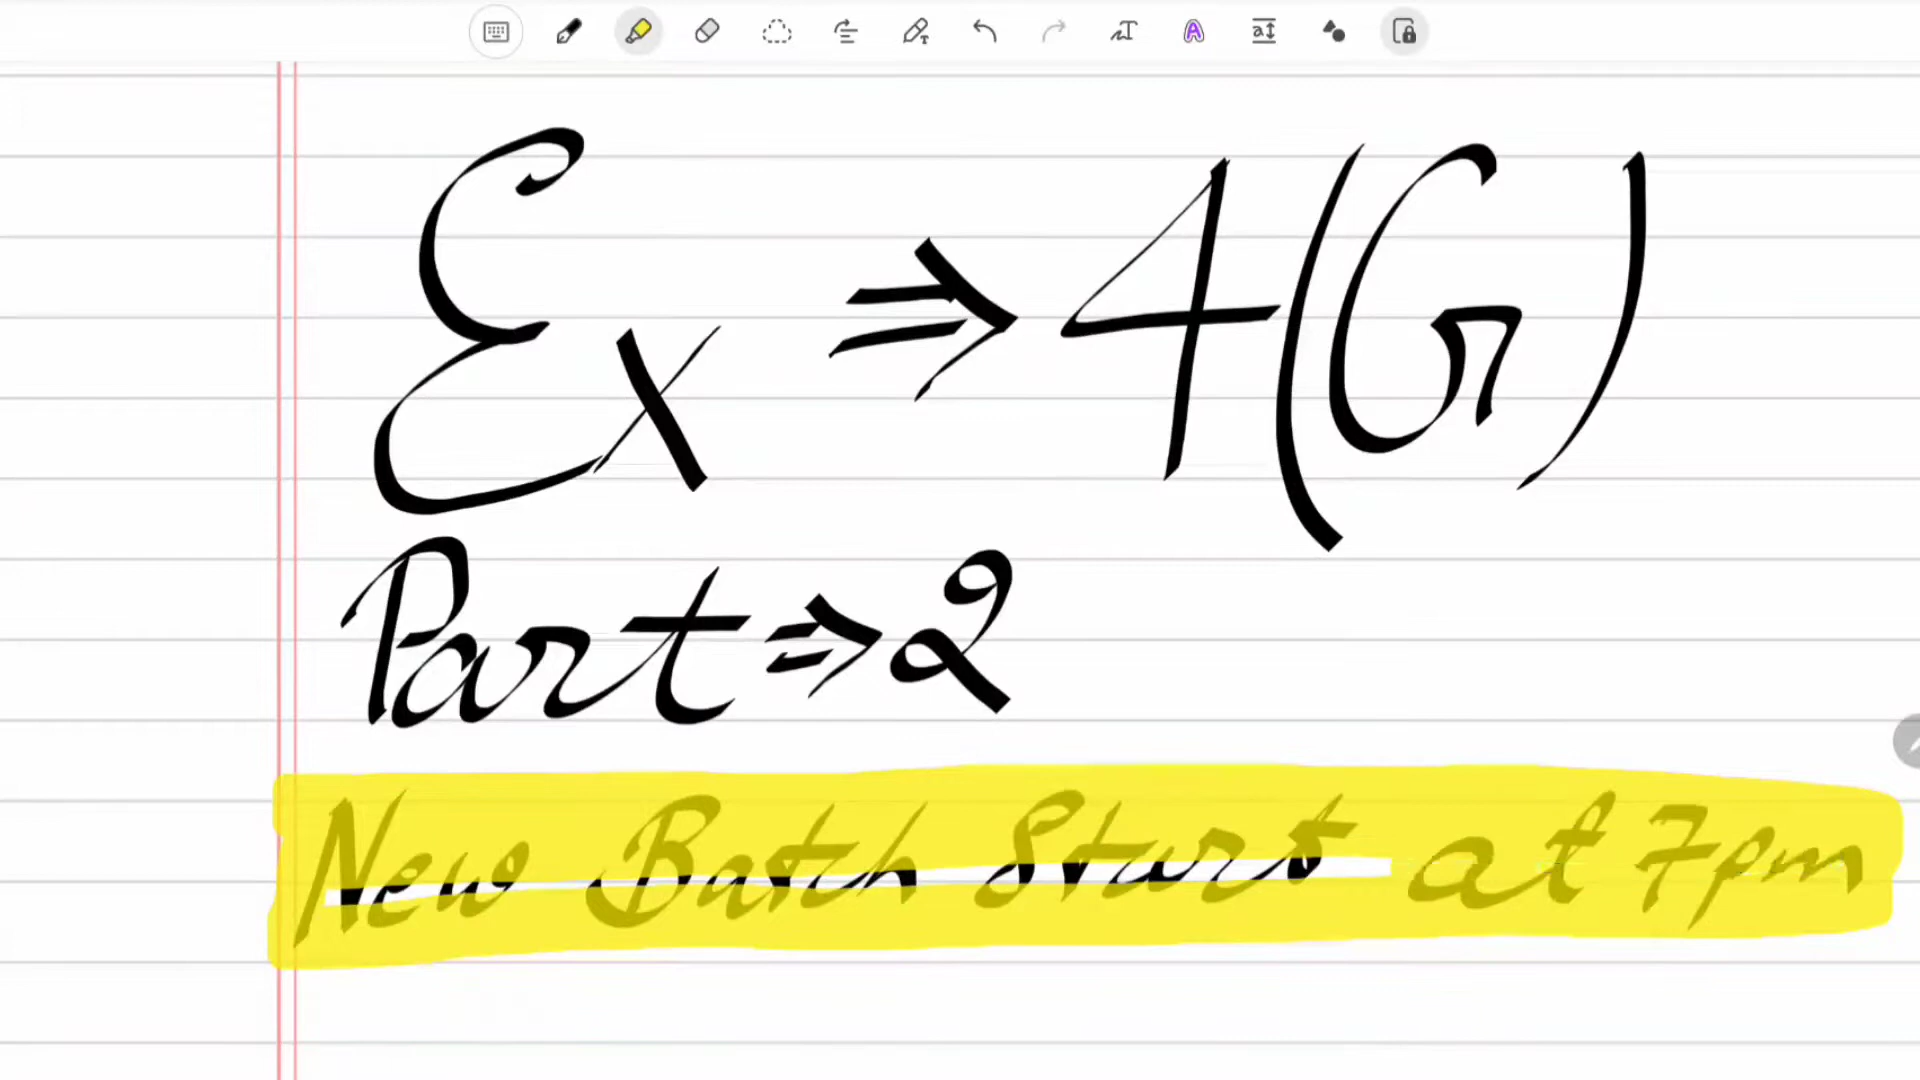 Ex ⇒ 4(G)
Part ⇒ 2
New Batch Start at 7pm